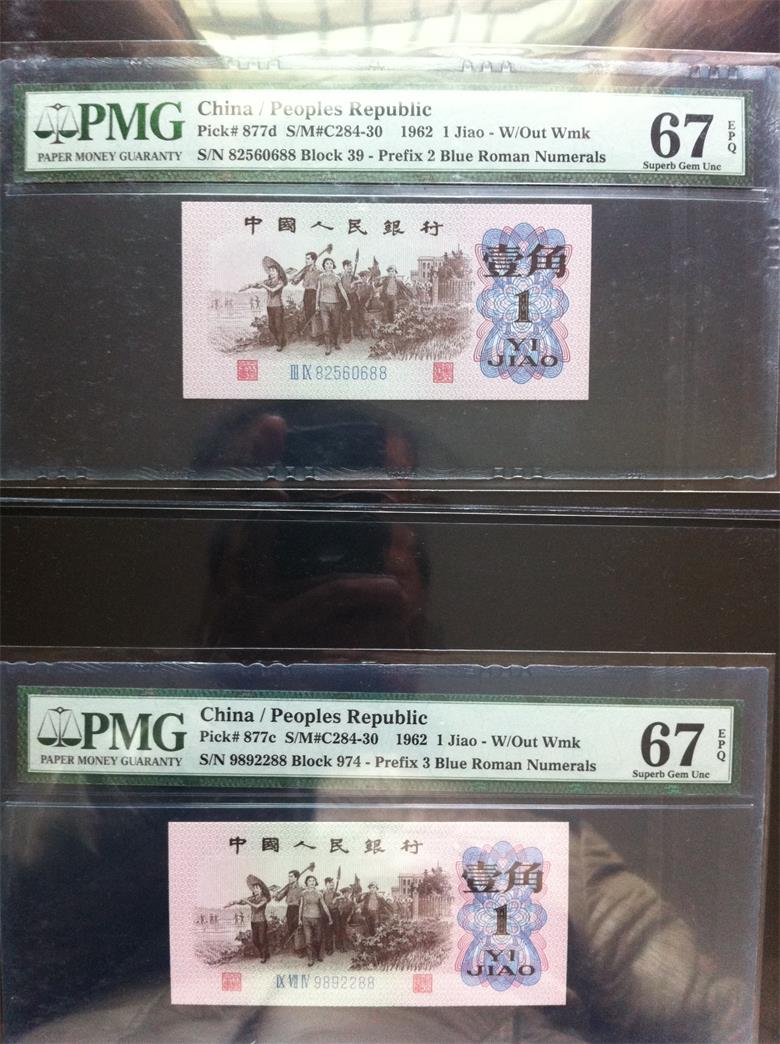 PMG
PAPER MONEY GUARANTY
China / Peoples Republic
Pick# 877d S/M#C284-30 1962 1 Jiao - W/Out Wmk
S/N 82560688 Block 39 - Prefix 2 Blue Roman Numerals
67
EPQ
Superb Gem Unc
中國人民銀行
壹角
1
YI
JIAO
III IX 82560688
PMG
PAPER MONEY GUARANTY
China / Peoples Republic
Pick# 877c S/M#C284-30 1962 1 Jiao - W/Out Wmk
S/N 9892288 Block 974 - Prefix 3 Blue Roman Numerals
67
EPQ
Superb Gem Unc
中國人民銀行
壹角
1
YI
JIAO
IX VII IV 9892288